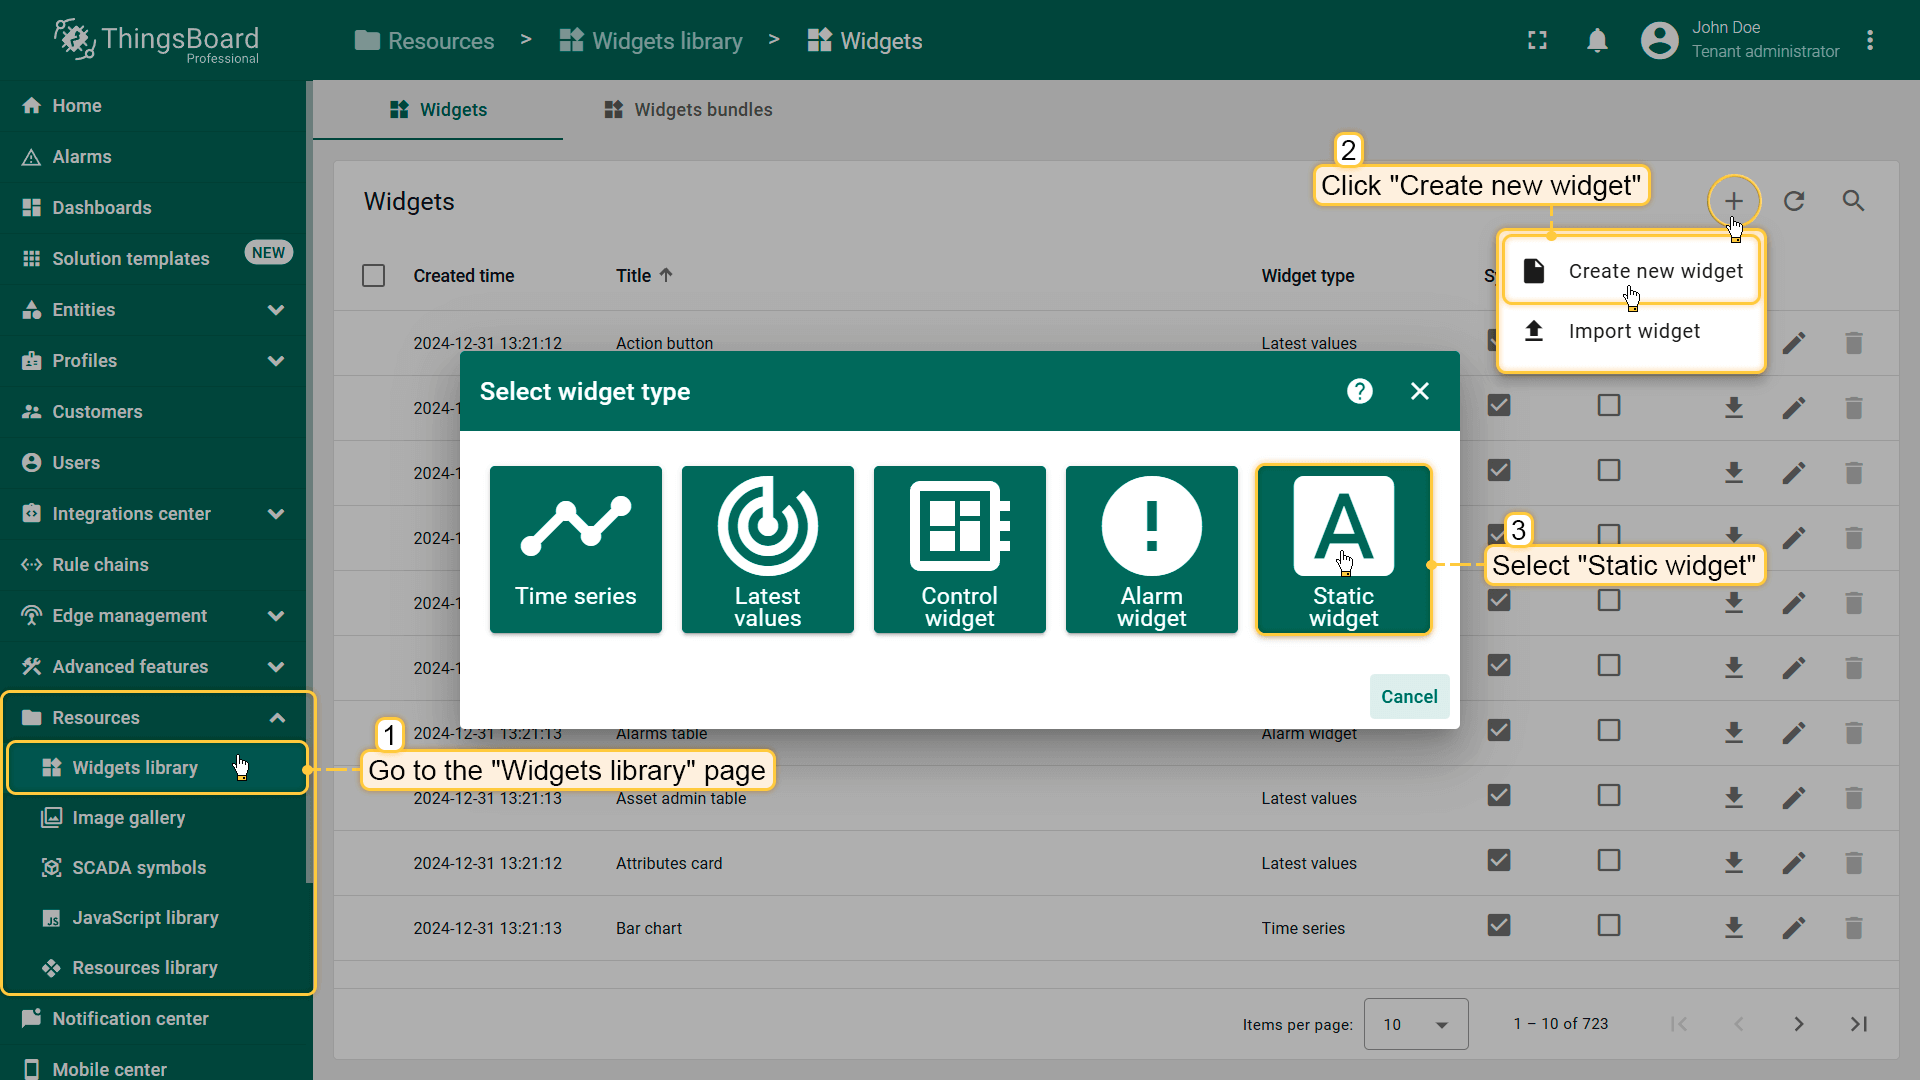 ThingsBoard
Professional
Resources > Widgets library > Widgets
John Doe
Tenant administrator
Home
Alarms
Dashboards
Solution templates NEW
Entities
Profiles
Customers
Users
Integrations center
Rule chains
Edge management
Advanced features
Resources
Widgets library
Image gallery
SCADA symbols
JS JavaScript library
Resources library
Notification center
Mobile center
Widgets Widgets bundles
Widgets
2
Click "Create new widget"
Create new widget
Import widget
Created time Title Widget type
2024-12-31 13:21:12 Action button Latest values
Select widget type
?
Time series
Latest
values
Control
widget
!
Alarm
widget
A
Static
widget
3
Select "Static widget"
Cancel
2024-1
2024-1
2024-1
2024-1
2024-1
2024-12-31 13:21:13 Alarms table Alarm widget
1
Go to the "Widgets library" page
2024-12-31 13:21:13 Asset admin table Latest values
2024-12-31 13:21:12 Attributes card Latest values
2024-12-31 13:21:13 Bar chart Time series
Items per page: 10 1 – 10 of 723